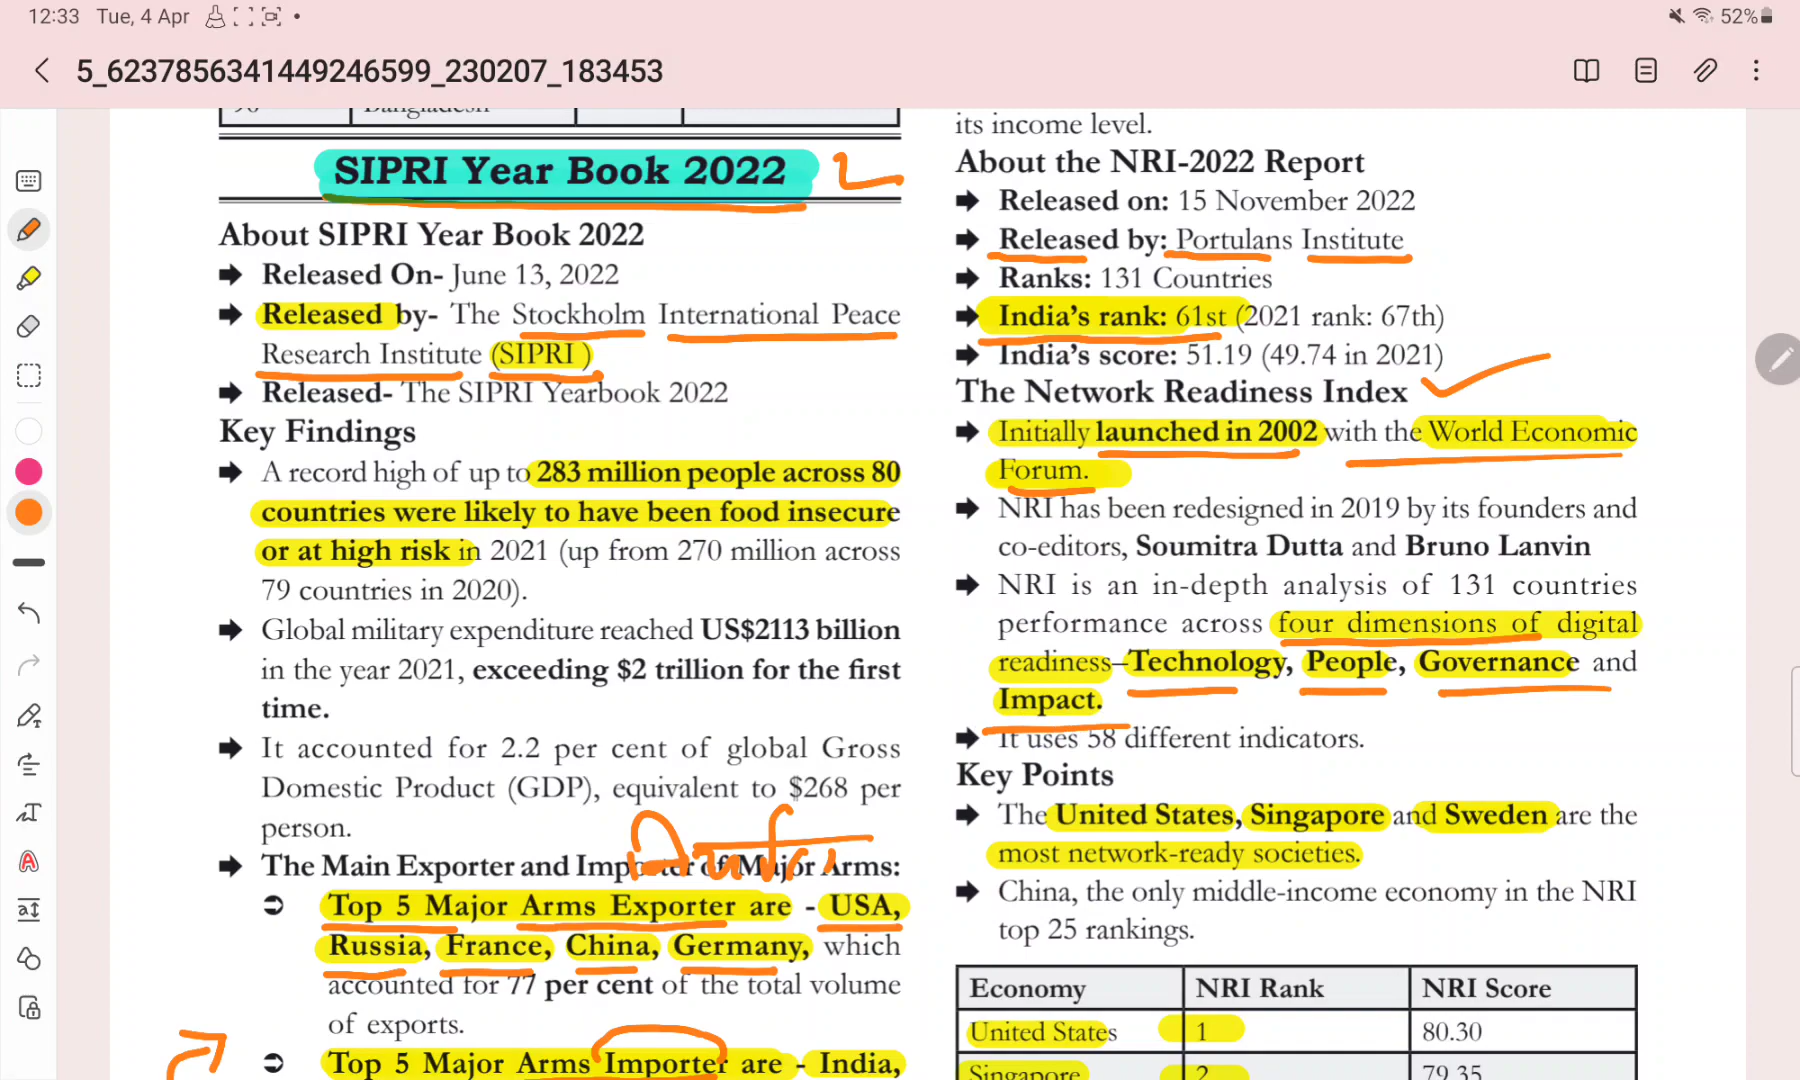 12:33 Tue, 4 Apr
52%
5_6237856341449246599_230207_183453
90 Bangladesh
SIPRI Year Book 2022
About SIPRI Year Book 2022
Released On- June 13, 2022
Released by- The Stockholm International Peace
Research Institute (SIPRI )
Released- The SIPRI Yearbook 2022
Key Findings
A record high of up to 283 million people across 80
countries were likely to have been food insecure
or at high risk in 2021 (up from 270 million across
79 countries in 2020).
Global military expenditure reached US$2113 billion
in the year 2021, exceeding $2 trillion for the first
time.
It accounted for 2.2 per cent of global Gross
Domestic Product (GDP), equivalent to $268 per
person.
The Main Exporter and Importer of Major Arms:
Top 5 Major Arms Exporter are - USA,
Russia, France, China, Germany, which
accounted for 77 per cent of the total volume
of exports.
Top 5 Major Arms Importer are - India,
its income level.
About the NRI-2022 Report
Released on: 15 November 2022
Released by: Portulans Institute
Ranks: 131 Countries
India's rank: 61st (2021 rank: 67th)
India's score: 51.19 (49.74 in 2021)
The Network Readiness Index
Initially launched in 2002 with the World Economic
Forum.
NRI has been redesigned in 2019 by its founders and
co-editors, Soumitra Dutta and Bruno Lanvin
NRI is an in-depth analysis of 131 countries
performance across four dimensions of digital
readiness–Technology, People, Governance and
Impact.
It uses 58 different indicators.
Key Points
The United States, Singapore and Sweden are the
most network-ready societies.
China, the only middle-income economy in the NRI
top 25 rankings.
Economy NRI Rank NRI Score
United States 1 80.30
Singapore 2 79.35